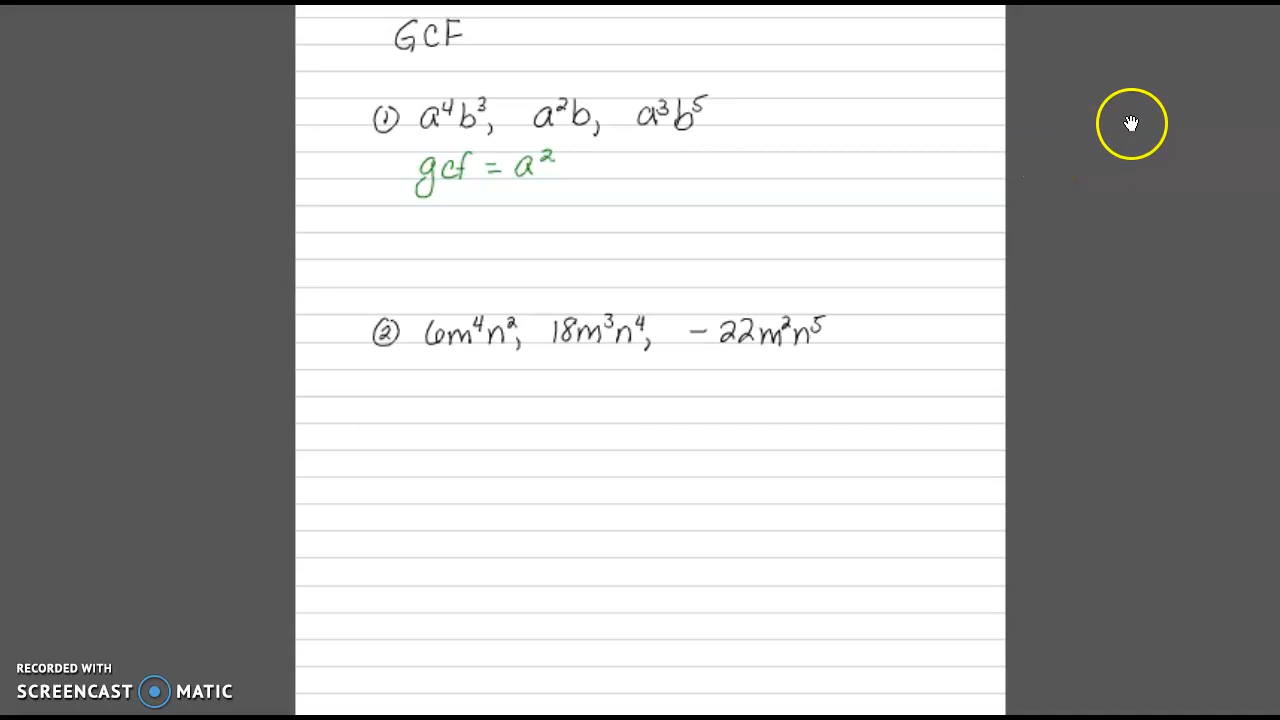 GCF
① a⁴b³, a²b, a³b⁵
gcf = a²
② 6m⁴n², 18m³n⁴, - 22m²n⁵
RECORDED WITH
SCREENCAST MATIC